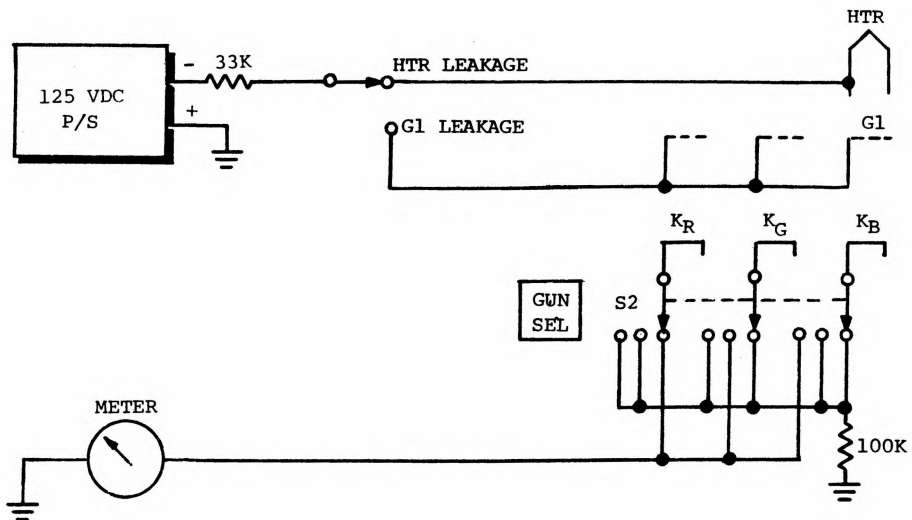 HTR
- 33K
HTR LEAKAGE
125 VDC
P/S
+
G1 LEAKAGE
G1
KR KG KB
GUN
SEL
S2
METER
100K